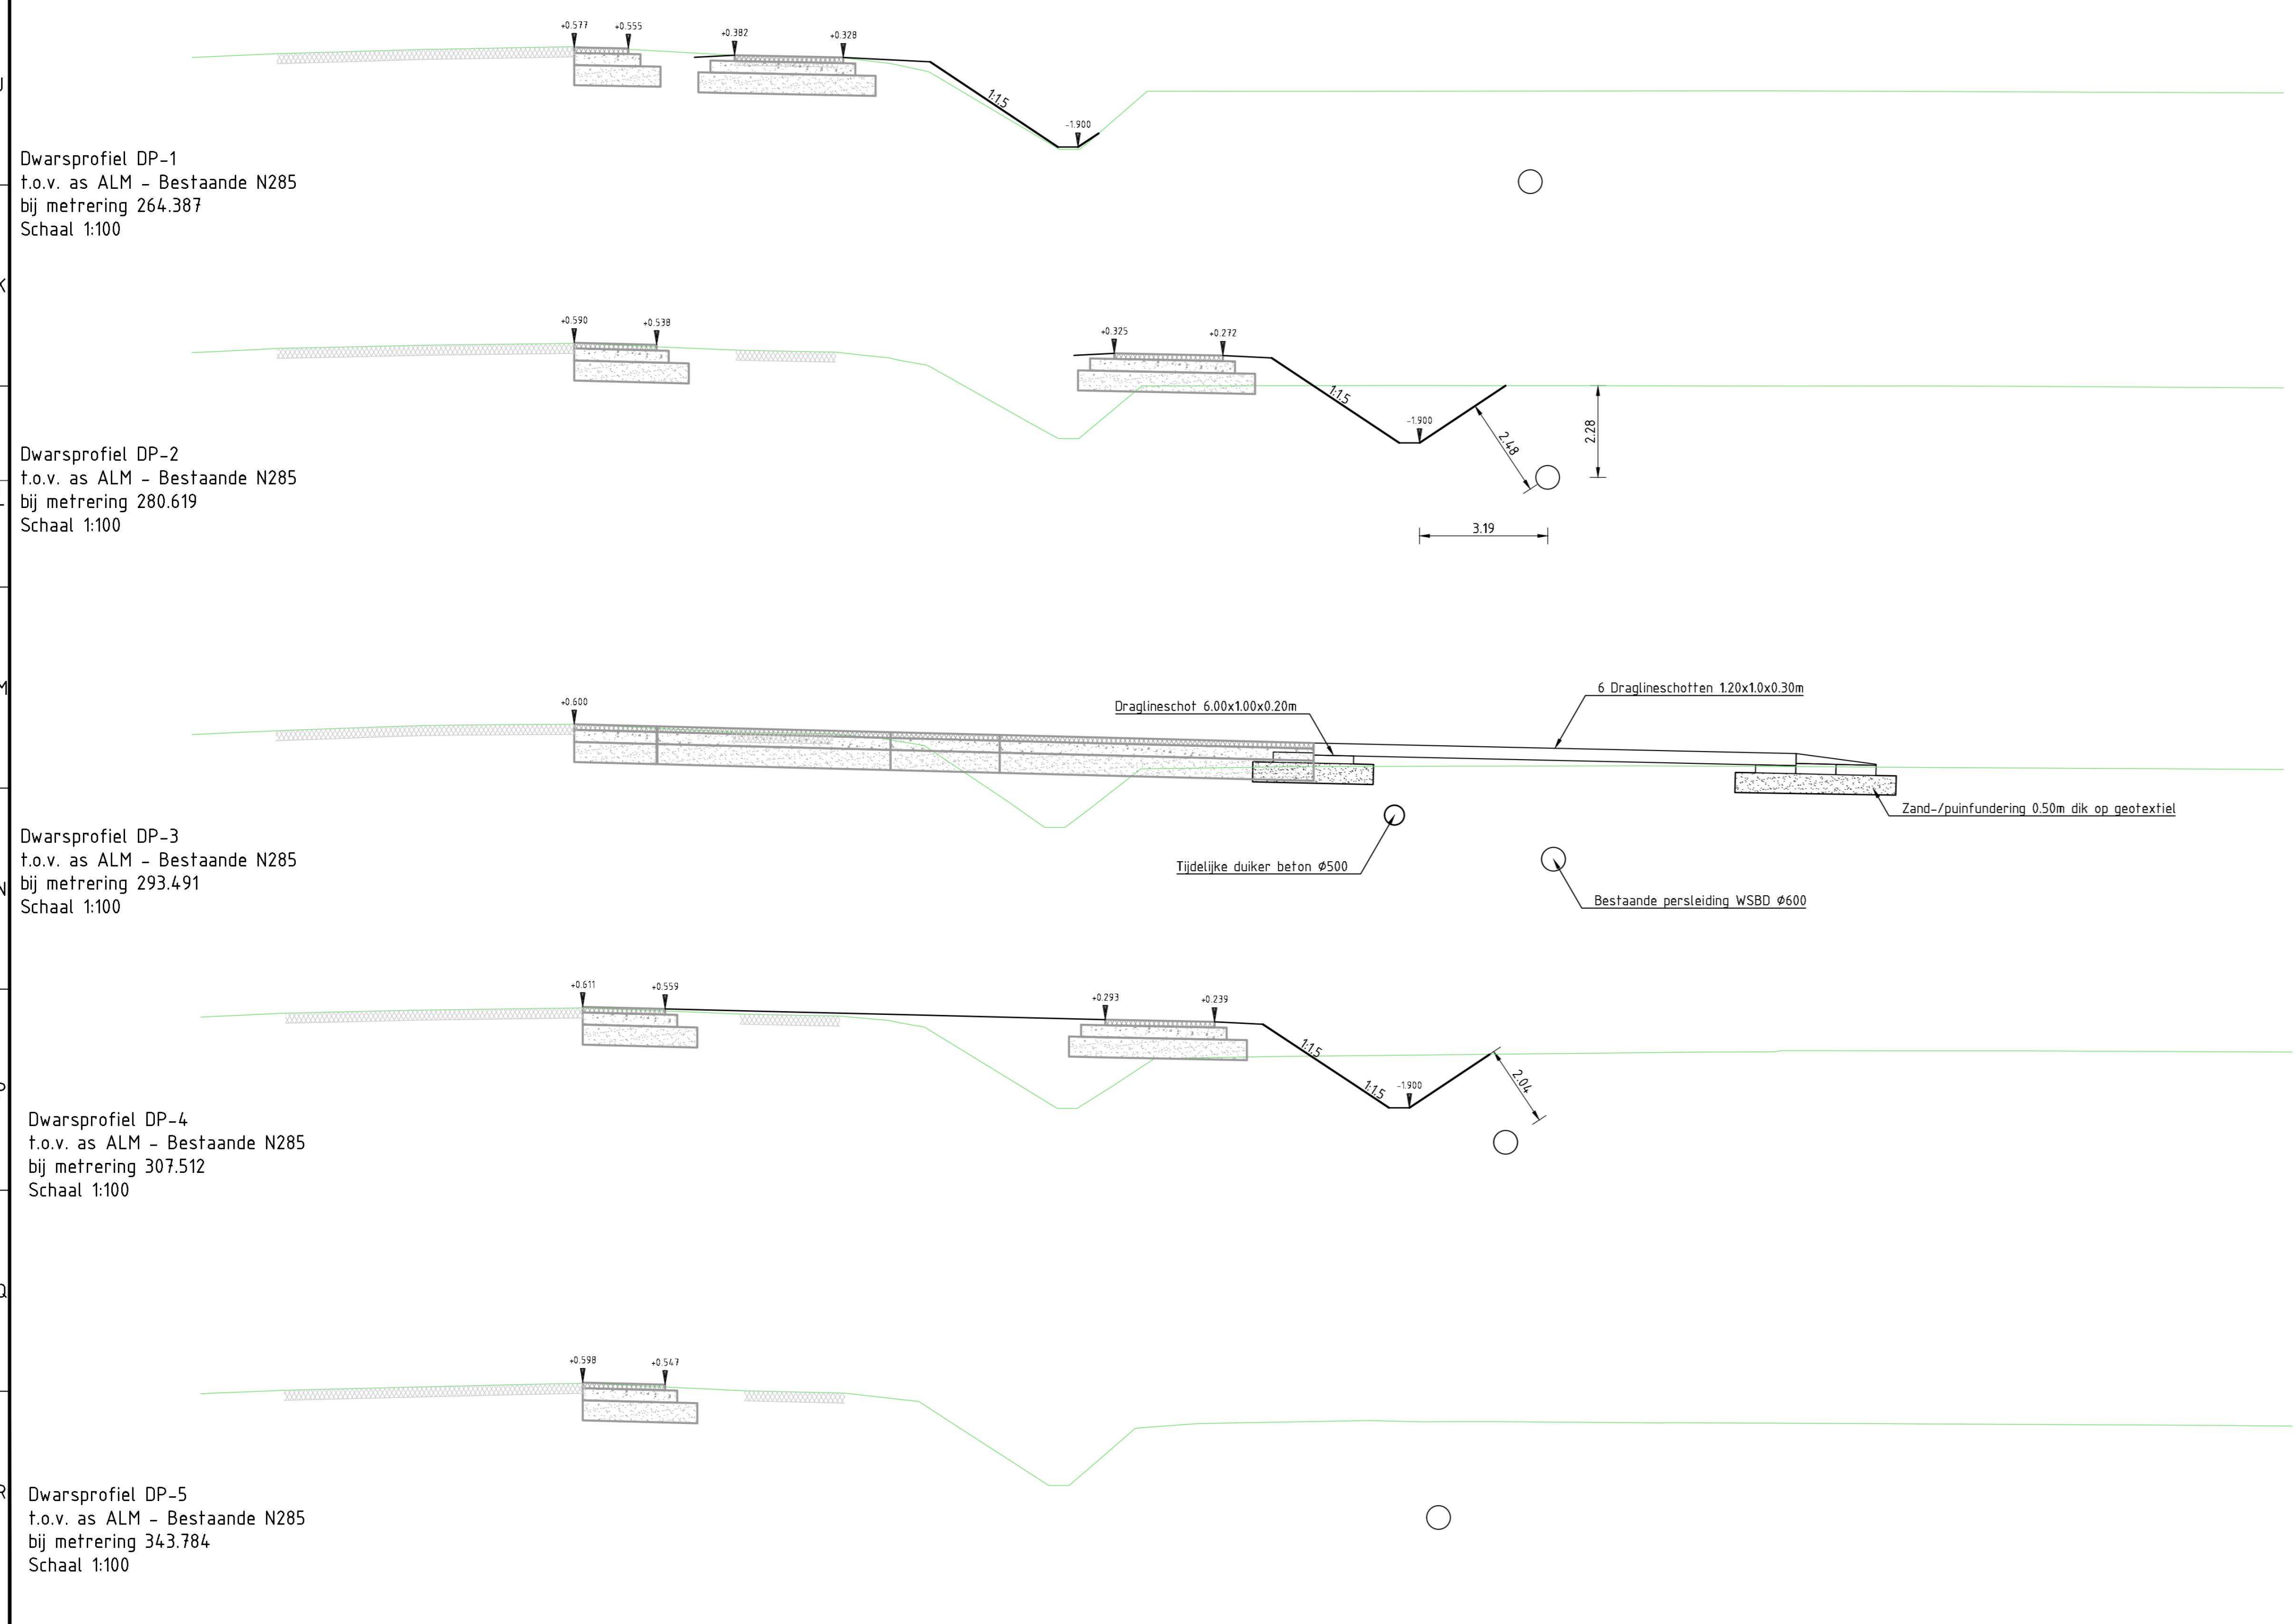 +0.577
+0.555
+0.382
+0.328
1:1.5
-1.900
J
Dwarsprofiel DP-1
t.o.v. as ALM - Bestaande N285
bij metrering 264.387
Schaal 1:100
K
+0.590
+0.538
+0.325
+0.272
1:1.5
-1.900
2.48
2.28
3.19
Dwarsprofiel DP-2
t.o.v. as ALM - Bestaande N285
bij metrering 280.619
Schaal 1:100
M
+0.600
Draglineschot 6.00x1.00x0.20m
6 Draglineschotten 1.20x1.0x0.30m
Zand-/puinfundering 0.50m dik op geotextiel
Tijdelijke duiker beton Ø500
Bestaande persleiding WSBD Ø600
Dwarsprofiel DP-3
t.o.v. as ALM - Bestaande N285
bij metrering 293.491
Schaal 1:100
N
+0.611
+0.559
+0.293
+0.239
1:1.5
1:1.5
-1.900
2.04
P
Dwarsprofiel DP-4
t.o.v. as ALM - Bestaande N285
bij metrering 307.512
Schaal 1:100
Q
+0.598
+0.547
R
Dwarsprofiel DP-5
t.o.v. as ALM - Bestaande N285
bij metrering 343.784
Schaal 1:100